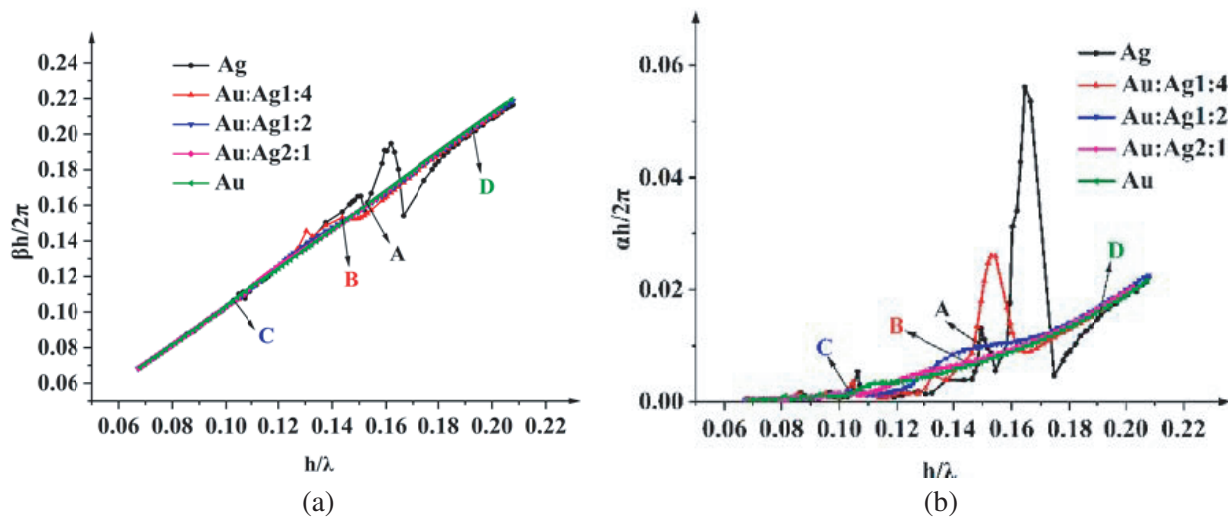 0.24
0.22
0.20
0.18
0.16
0.14
0.12
0.10
0.08
0.06
βh/2π
Ag
Au:Ag1:4
Au:Ag1:2
Au:Ag2:1
Au
A
B
C
D
0.06 0.08 0.10 0.12 0.14 0.16 0.18 0.20 0.22
h/λ
(a)
0.06
0.04
0.02
0.00
αh/2π
Ag
Au:Ag1:4
Au:Ag1:2
Au:Ag2:1
Au
D
A
B
C
0.06 0.08 0.10 0.12 0.14 0.16 0.18 0.20 0.22
h/λ
(b)